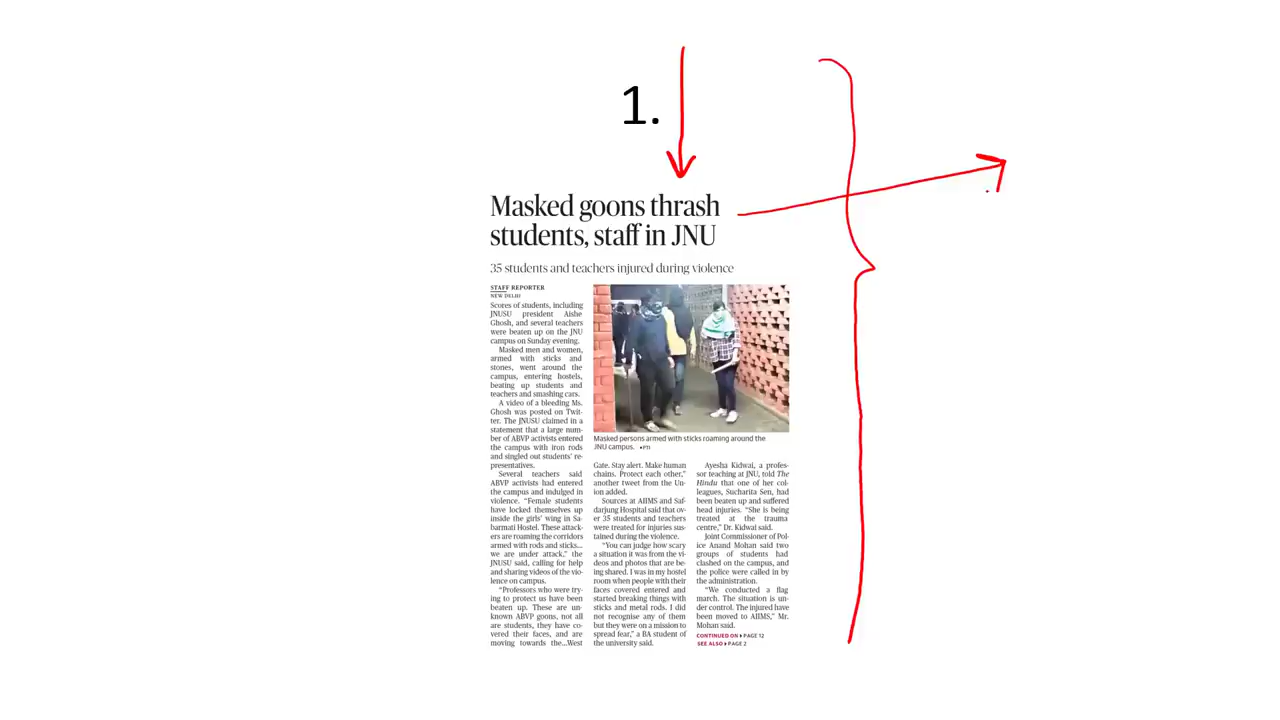 1.
Masked goons thrash
students, staff in JNU
35 students and teachers injured during violence
STAFF REPORTER
NEW DELHI
Scores of students, including
JNUSU president Aishe
Ghosh, and several teachers
were beaten up on the JNU
campus on Sunday evening.
Masked men and women,
armed with sticks and
stones, went around the
campus, entering hostels,
beating up students and
teachers and smashing cars.
A video of a bleeding Ms.
Ghosh was posted on Twit-
ter. The JNUSU claimed in a
statement that a large num-
ber of ABVP activists entered
the campus with iron rods
and singled out students' re-
presentatives.
Several teachers said
ABVP activists had entered
the campus and indulged in
violence. “Female students
have locked themselves up
inside the girls' wing in Sa-
barmati Hostel. These attack-
ers are roaming the corridors
armed with rods and sticks...
we are under attack,” the
JNUSU said, calling for help
and sharing videos of the vio-
lence on campus.
“Professors who were try-
ing to protect us have been
beaten up. These are un-
known ABVP goons, not all
are students, they have co-
vered their faces, and are
moving towards the...West
Masked persons armed with sticks roaming around the
JNU campus. •PTI
Gate. Stay alert. Make human
chains. Protect each other,”
another tweet from the Un-
ion added.
Sources at AIIMS and Saf-
darjung Hospital said that ov-
er 35 students and teachers
were treated for injuries sus-
tained during the violence.
“You can judge how scary
a situation it was from the vi-
deos and photos that are be-
ing shared. I was in my hostel
room when people with their
faces covered entered and
started breaking things with
sticks and metal rods. I did
not recognise any of them
but they were on a mission to
spread fear,” a BA student of
the university said.
Ayesha Kidwai, a profes-
sor teaching at JNU, told The
Hindu that one of her col-
leagues, Sucharita Sen, had
been beaten up and suffered
head injuries. “She is being
treated at the trauma
centre,” Dr. Kidwai said.
Joint Commissioner of Pol-
ice Anand Mohan said two
groups of students had
clashed on the campus, and
the police were called in by
the administration.
“We conducted a flag
march. The situation is un-
der control. The injured have
been moved to AIIMS,” Mr.
Mohan said.
CONTINUED ON PAGE 12
SEE ALSO PAGE 2